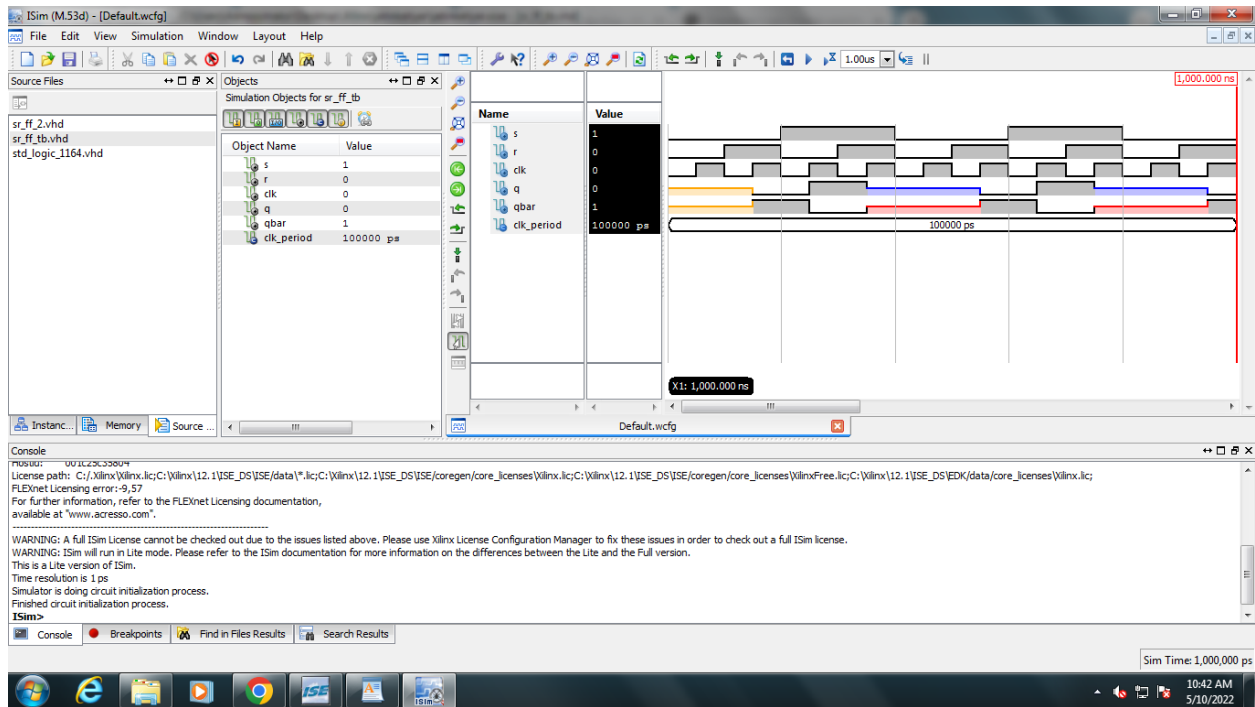 ISim (M.53d) - [Default.wcfg]
File Edit View Simulation Window Layout Help
1.00us
Source Files
sr_ff_2.vhd
sr_ff_tb.vhd
std_logic_1164.vhd
Instanc... Memory Source ...
Objects
Simulation Objects for sr_ff_tb
Object Name Value
s 1
r 0
clk 0
q 0
qbar 1
clk_period 100000 ps
Name Value
s 1
r 0
clk 0
q 0
qbar 1
clk_period 100000 ps
1,000.000 ns
100000 ps
X1: 1,000.000 ns
Default.wcfg
Console
License path: C:/.Xilinx\Xilinx.lic;C:\Xilinx\12.1\ISE_DS\ISE/data\*.lic;C:\Xilinx\12.1\ISE_DS\ISE/coregen/core_licenses\Xilinx.lic;C:\Xilinx\12.1\ISE_DS\ISE/coregen/core_licenses\XilinxFree.lic;C:\Xilinx\12.1\ISE_DS\EDK/data/core_licenses\Xilinx.lic;
FLEXnet Licensing error:-9,57
For further information, refer to the FLEXnet Licensing documentation,
available at "www.acresso.com".
----------------------------------------------------------------------
WARNING: A full ISim License cannot be checked out due to the issues listed above. Please use Xilinx License Configuration Manager to fix these issues in order to check out a full ISim license.
WARNING: ISim will run in Lite mode. Please refer to the ISim documentation for more information on the differences between the Lite and the Full version.
This is a Lite version of ISim.
Time resolution is 1 ps
Simulator is doing circuit initialization process.
Finished circuit initialization process.
ISim>
Console Breakpoints Find in Files Results Search Results
Sim Time: 1,000,000 ps
ISE
ISim
10:42 AM
5/10/2022